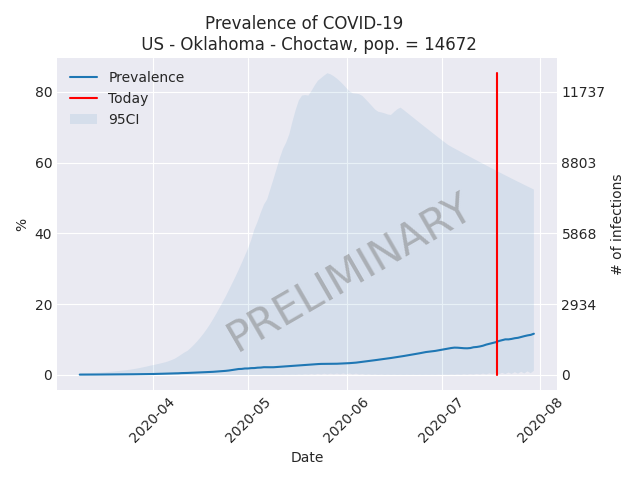 Prevalence of COVID-19
US - Oklahoma - Choctaw, pop. = 14672
Prevalence
Today
95CI
%
80
60
40
20
0
11737
8803
5868
2934
0
# of infections
PRELIMINARY
2020-04
2020-05
2020-06
2020-07
2020-08
Date